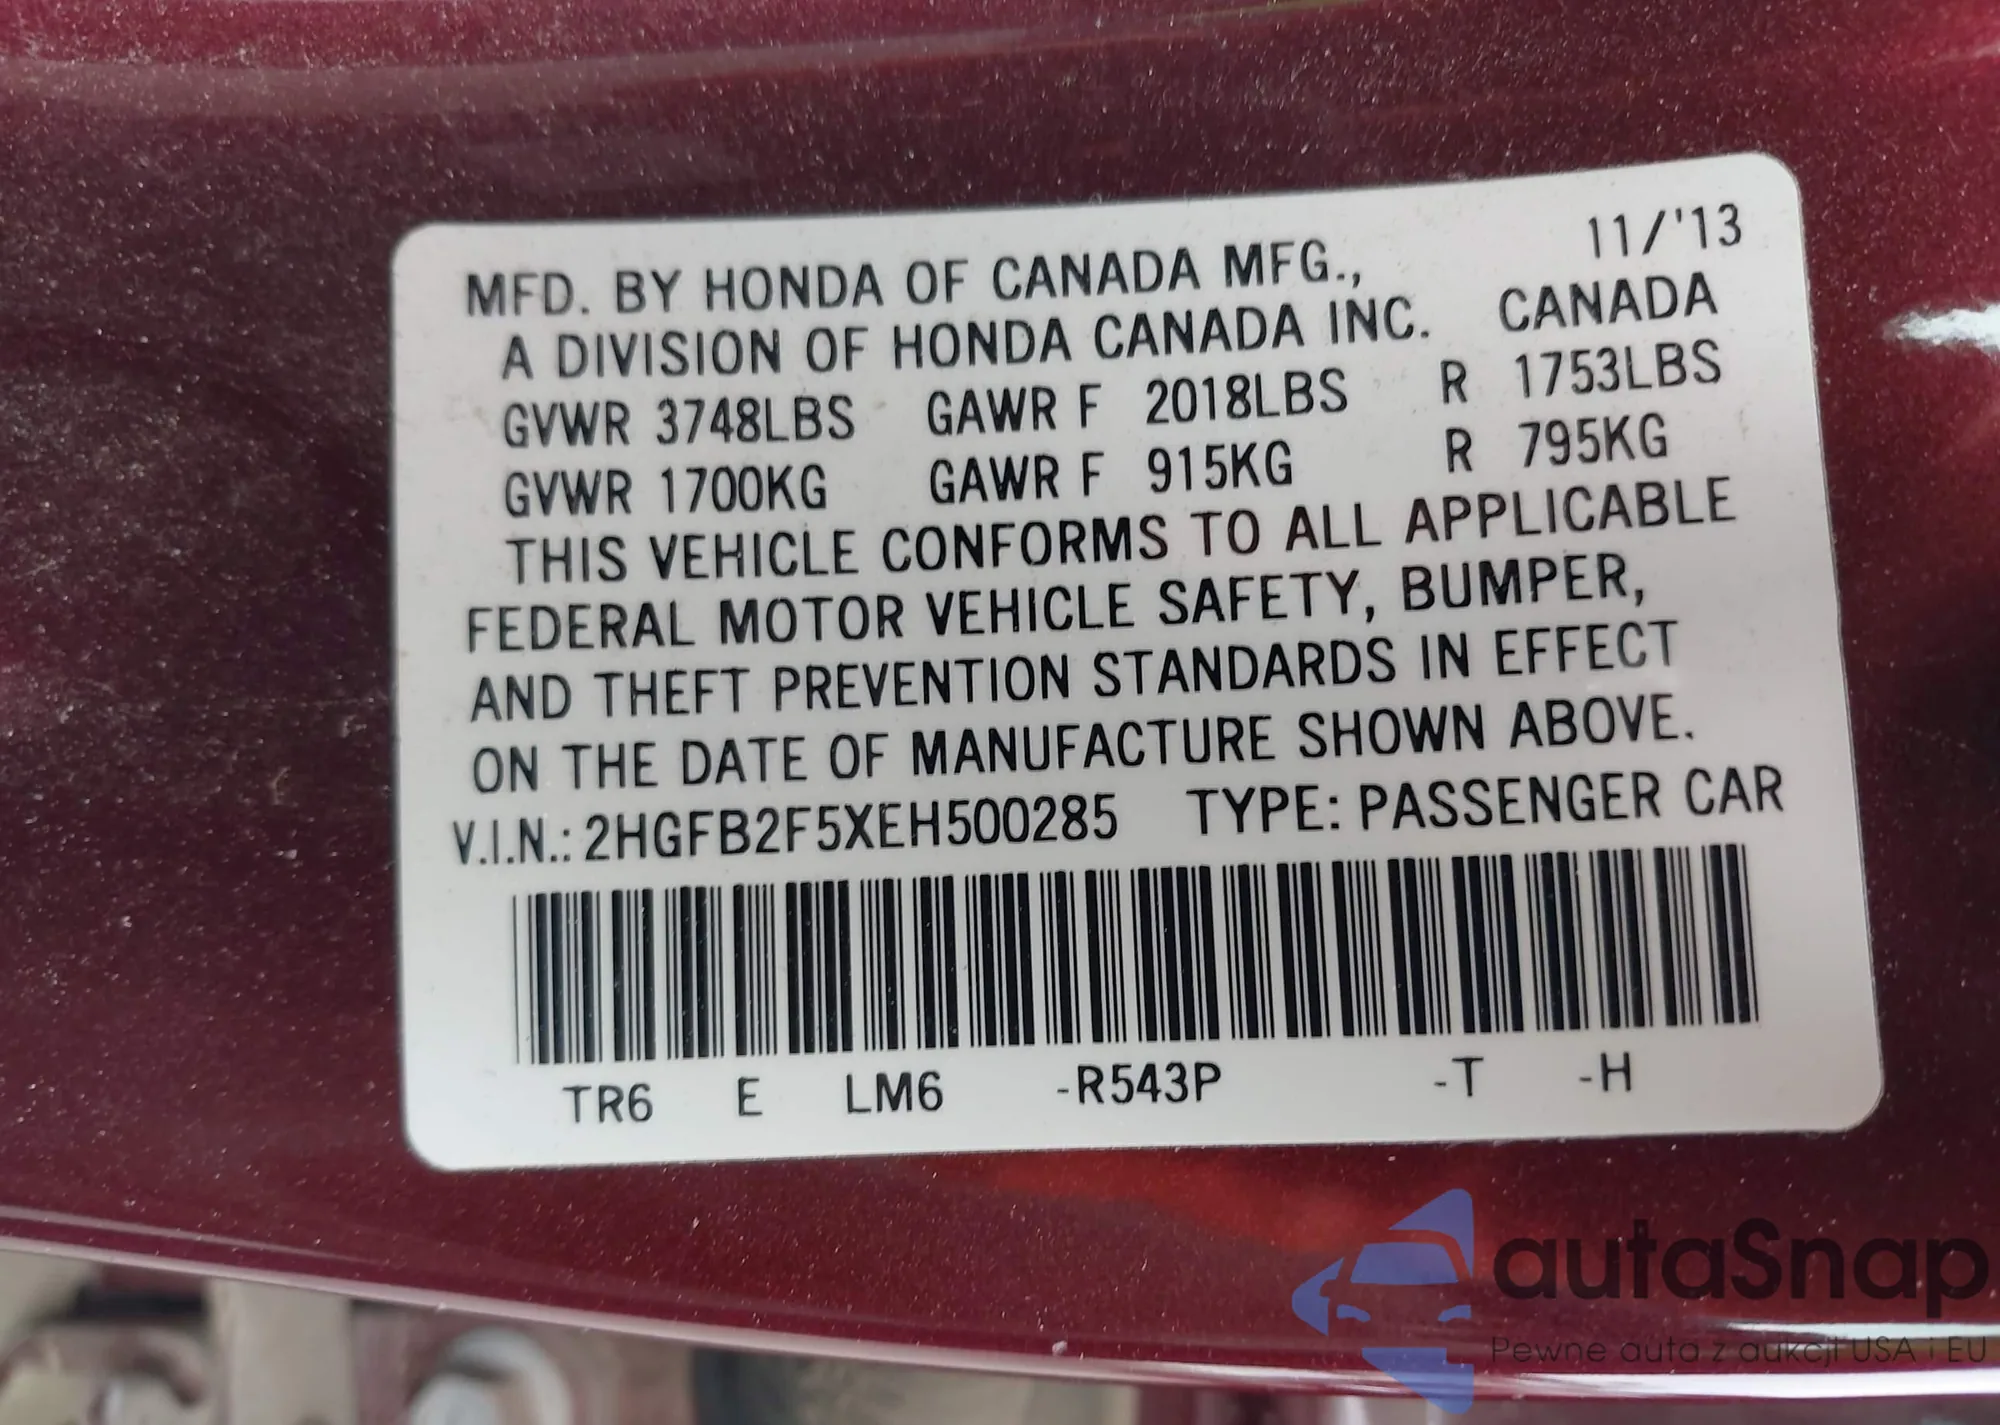 11/'13
MFD. BY HONDA OF CANADA MFG.,
A DIVISION OF HONDA CANADA INC. CANADA
GVWR 3748LBS GAWR F 2018LBS R 1753LBS
GVWR 1700KG GAWR F 915KG R 795KG
THIS VEHICLE CONFORMS TO ALL APPLICABLE
FEDERAL MOTOR VEHICLE SAFETY, BUMPER,
AND THEFT PREVENTION STANDARDS IN EFFECT
ON THE DATE OF MANUFACTURE SHOWN ABOVE.
V.I.N.: 2HGFB2F5XEH500285 TYPE: PASSENGER CAR
TR6 E LM6 -R543P -T -H
autaSnap
Pewne auta z aukcji USA i EU